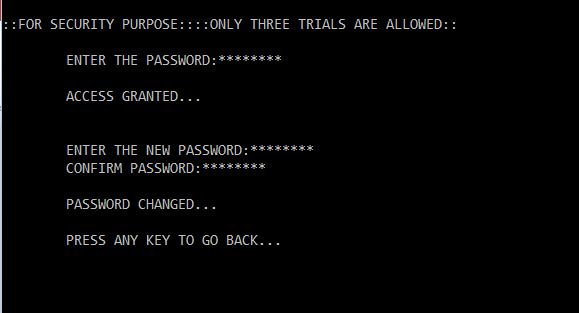 ::FOR SECURITY PURPOSE::::ONLY THREE TRIALS ARE ALLOWED::
ENTER THE PASSWORD:********
ACCESS GRANTED...
ENTER THE NEW PASSWORD:********
CONFIRM PASSWORD:********
PASSWORD CHANGED...
PRESS ANY KEY TO GO BACK...